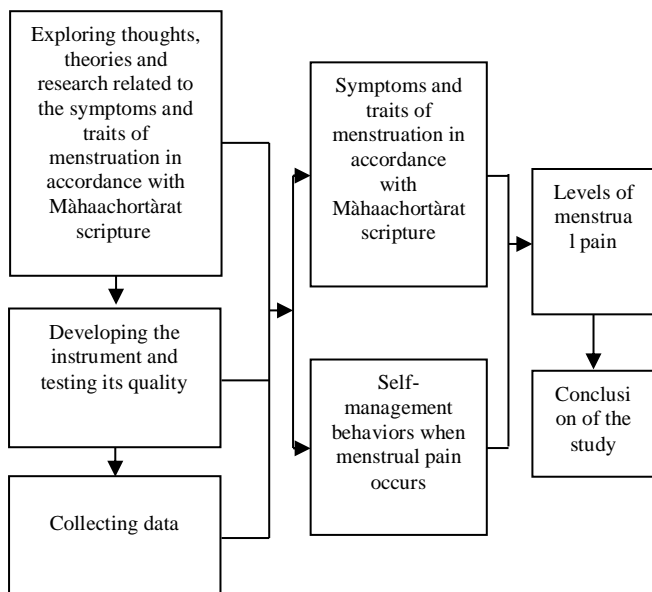 Exploring thoughts,
theories and
research related to
the symptoms and
traits of
menstruation in
accordance with
Màhaachortàrat
scripture
Developing the
instrument and
testing its quality
Collecting data
Symptoms and
traits of
menstruation in
accordance with
Màhaachortàrat
scripture
Self-
management
behaviors when
menstrual pain
occurs
Levels of
menstrua
l pain
Conclusi
on of the
study